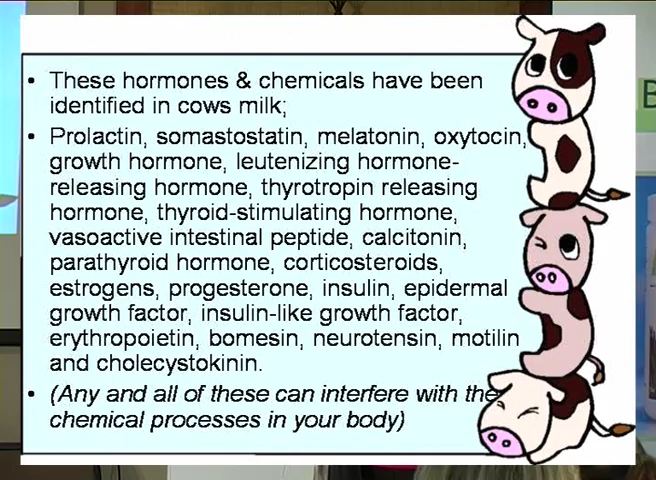 • These hormones & chemicals have been
identified in cows milk;
• Prolactin, somastostatin, melatonin, oxytocin,
growth hormone, leutenizing hormone-
releasing hormone, thyrotropin releasing
hormone, thyroid-stimulating hormone,
vasoactive intestinal peptide, calcitonin,
parathyroid hormone, corticosteroids,
estrogens, progesterone, insulin, epidermal
growth factor, insulin-like growth factor,
erythropoietin, bomesin, neurotensin, motilin
and cholecystokinin.
• (Any and all of these can interfere with the
chemical processes in your body)
B